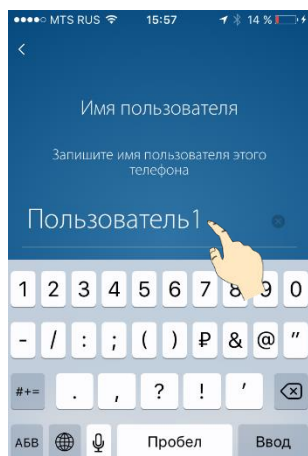 MTS RUS 15:57 14 %
Имя пользователя
Запишите имя пользователя этого
телефона
Пользователь1
1 2 3 4 5 6 7 8 9 0
- / : ; ( ) ₽ & @ "
#+= . , ? ! '
АБВ Пробел Ввод